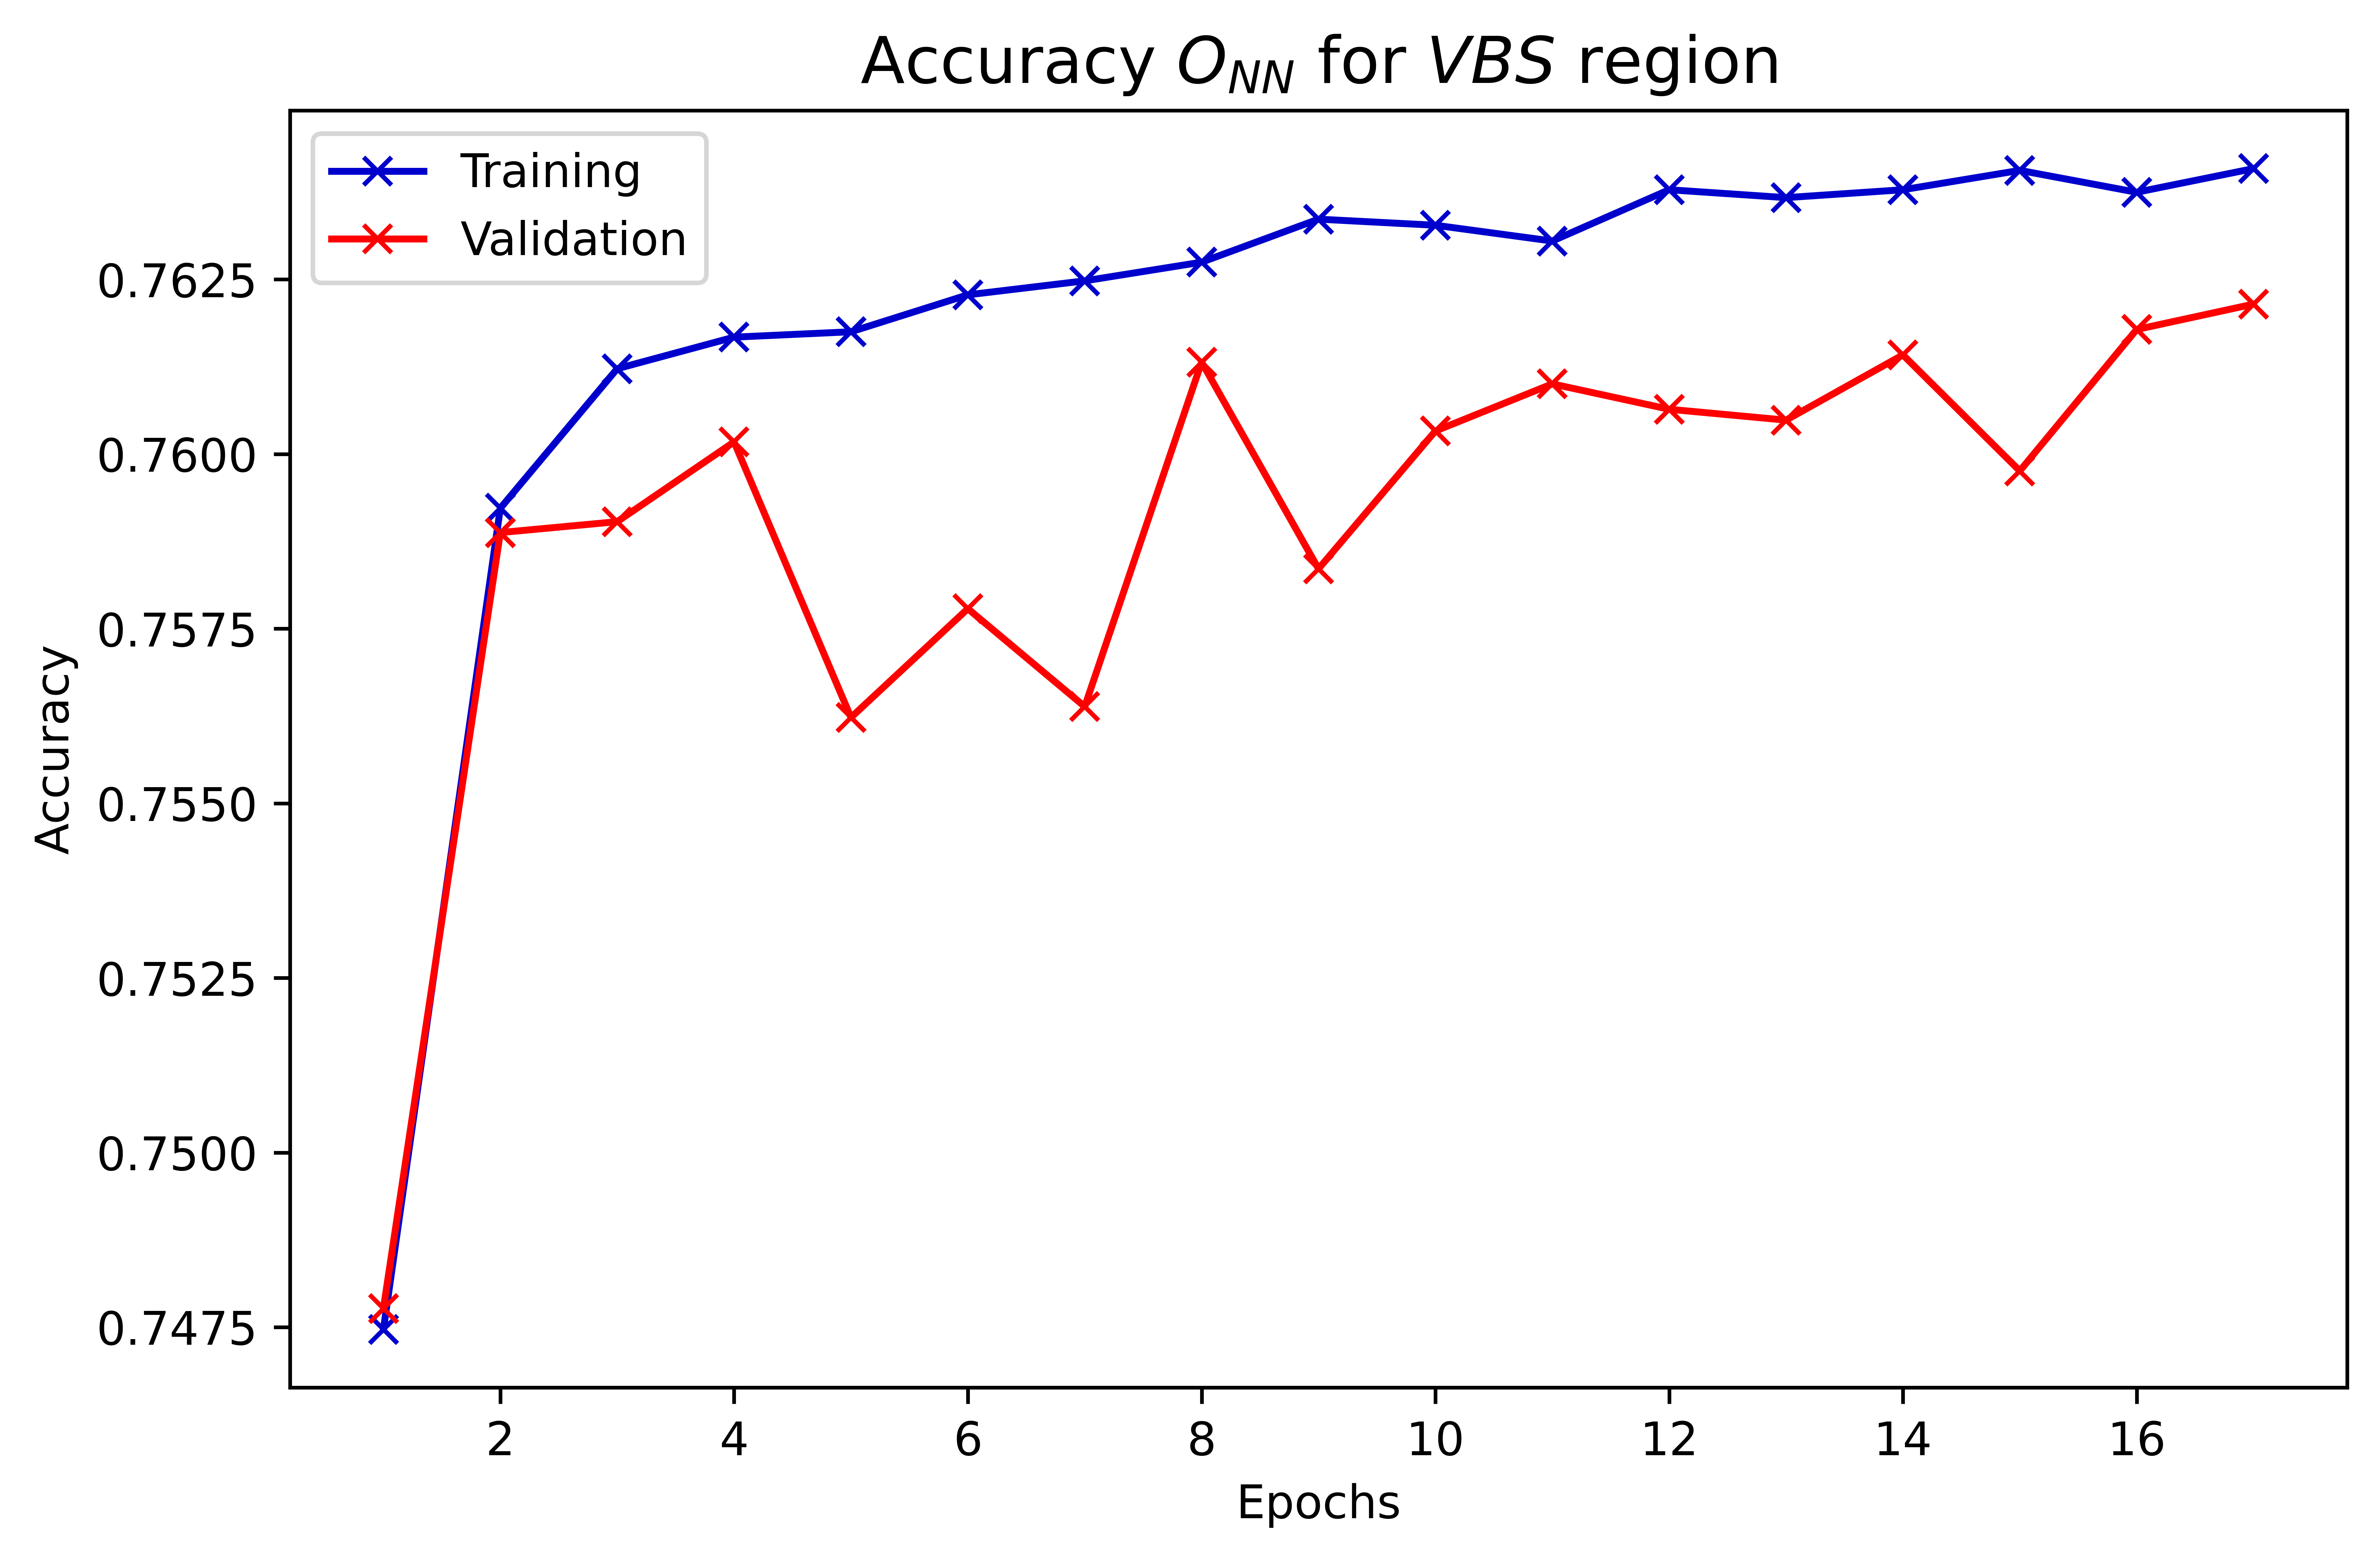 Accuracy O_NN for VBS region
Training
Validation
0.7625
0.7600
0.7575
0.7550
0.7525
0.7500
0.7475
Accuracy
2 4 6 8 10 12 14 16
Epochs